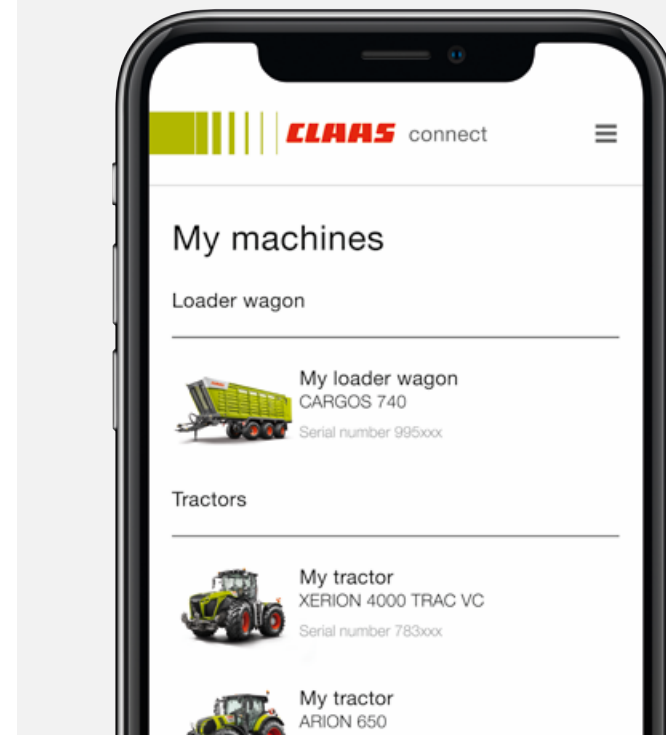 CLAAS connect
My machines
Loader wagon
My loader wagon
CARGOS 740
Serial number 995xxx
Tractors
My tractor
XERION 4000 TRAC VC
Serial number 783xxx
My tractor
ARION 650